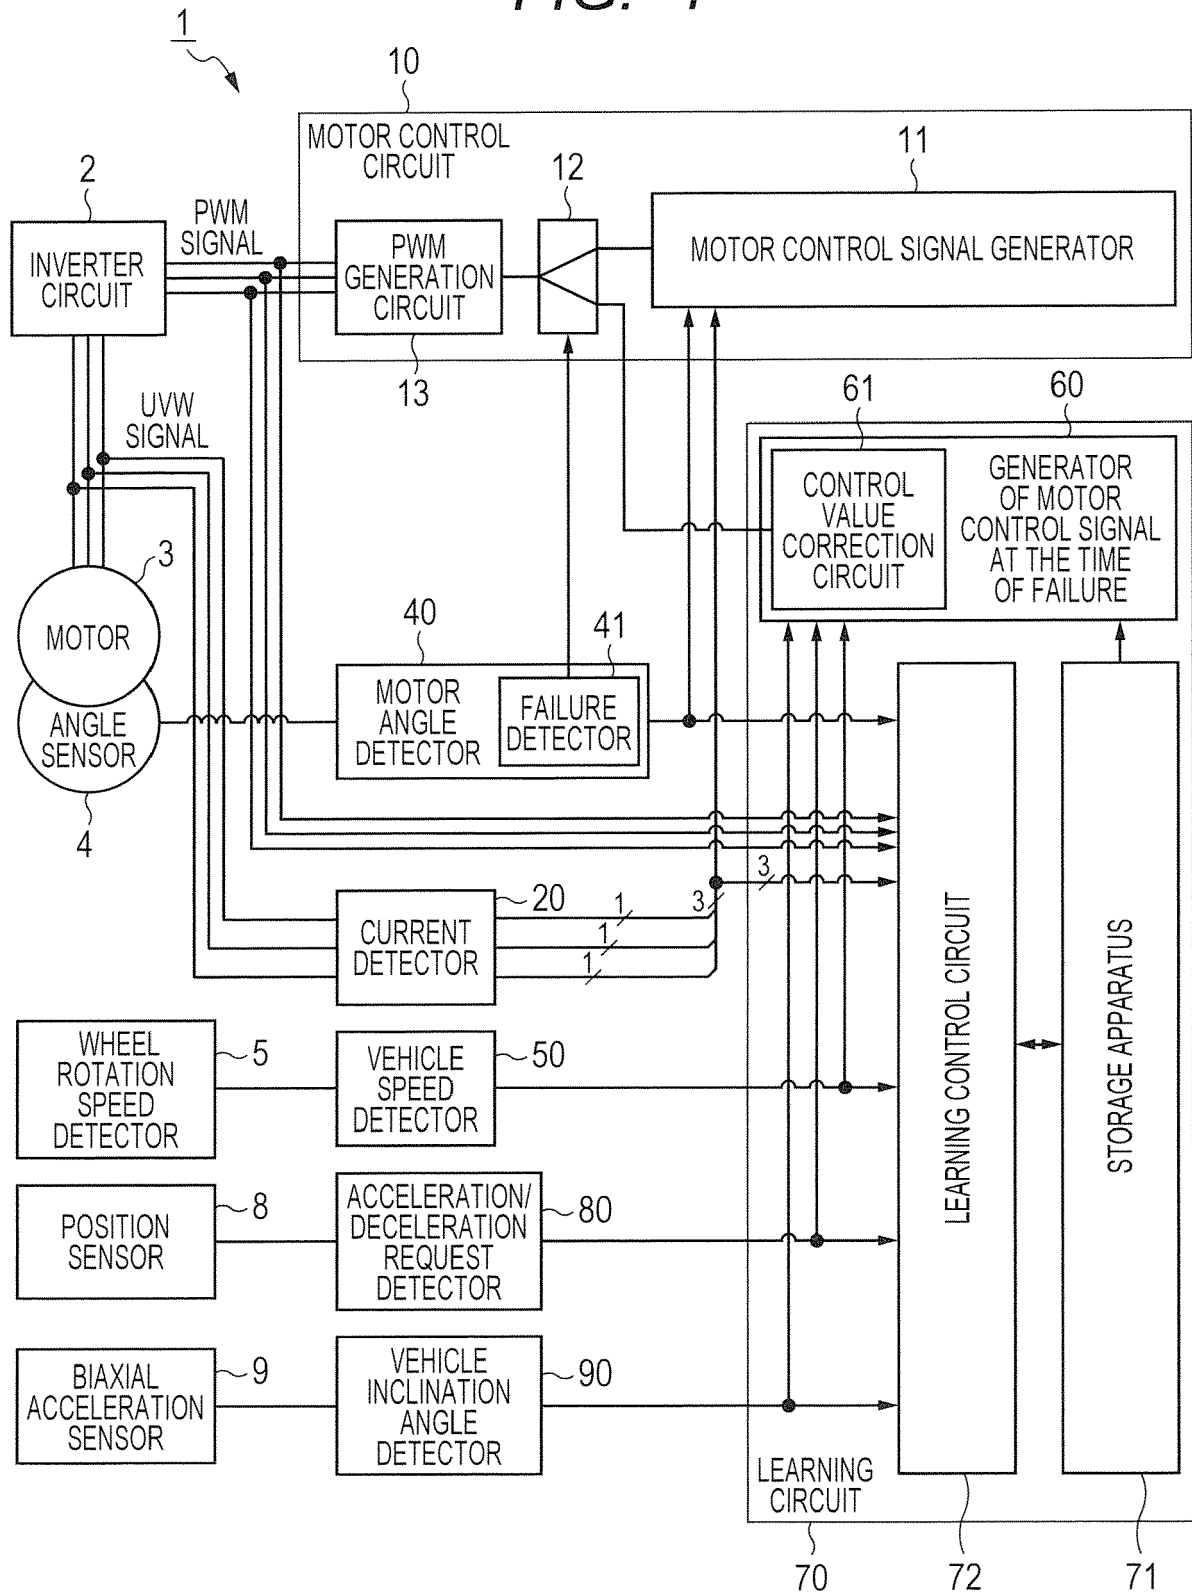 1
10
MOTOR CONTROL
CIRCUIT
11
12
2
PWM
SIGNAL
INVERTER
CIRCUIT
PWM
GENERATION
CIRCUIT
MOTOR CONTROL SIGNAL GENERATOR
13
61
60
UVW
SIGNAL
CONTROL
VALUE
CORRECTION
CIRCUIT
GENERATOR
OF MOTOR
CONTROL SIGNAL
AT THE TIME
OF FAILURE
3
MOTOR
40
41
MOTOR
ANGLE
DETECTOR
FAILURE
DETECTOR
ANGLE
SENSOR
4
20
CURRENT
DETECTOR
1
1
1
3
3
WHEEL
ROTATION
SPEED
DETECTOR
5
VEHICLE
SPEED
DETECTOR
50
POSITION
SENSOR
8
ACCELERATION/
DECELERATION
REQUEST
DETECTOR
80
BIAXIAL
ACCELERATION
SENSOR
9
VEHICLE
INCLINATION
ANGLE
DETECTOR
90
LEARNING CONTROL CIRCUIT
STORAGE APPARATUS
LEARNING
CIRCUIT
70
72
71